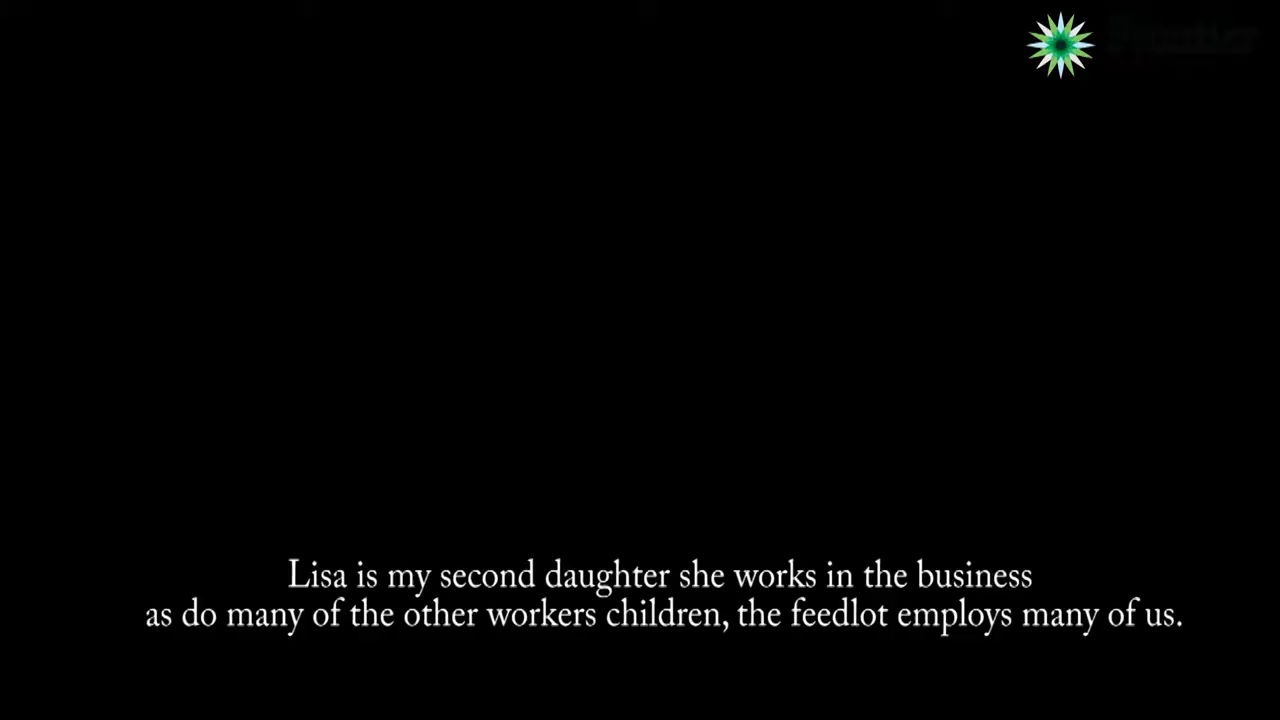 Lisa is my second daughter she works in the business
as do many of the other workers children, the feedlot employs many of us.